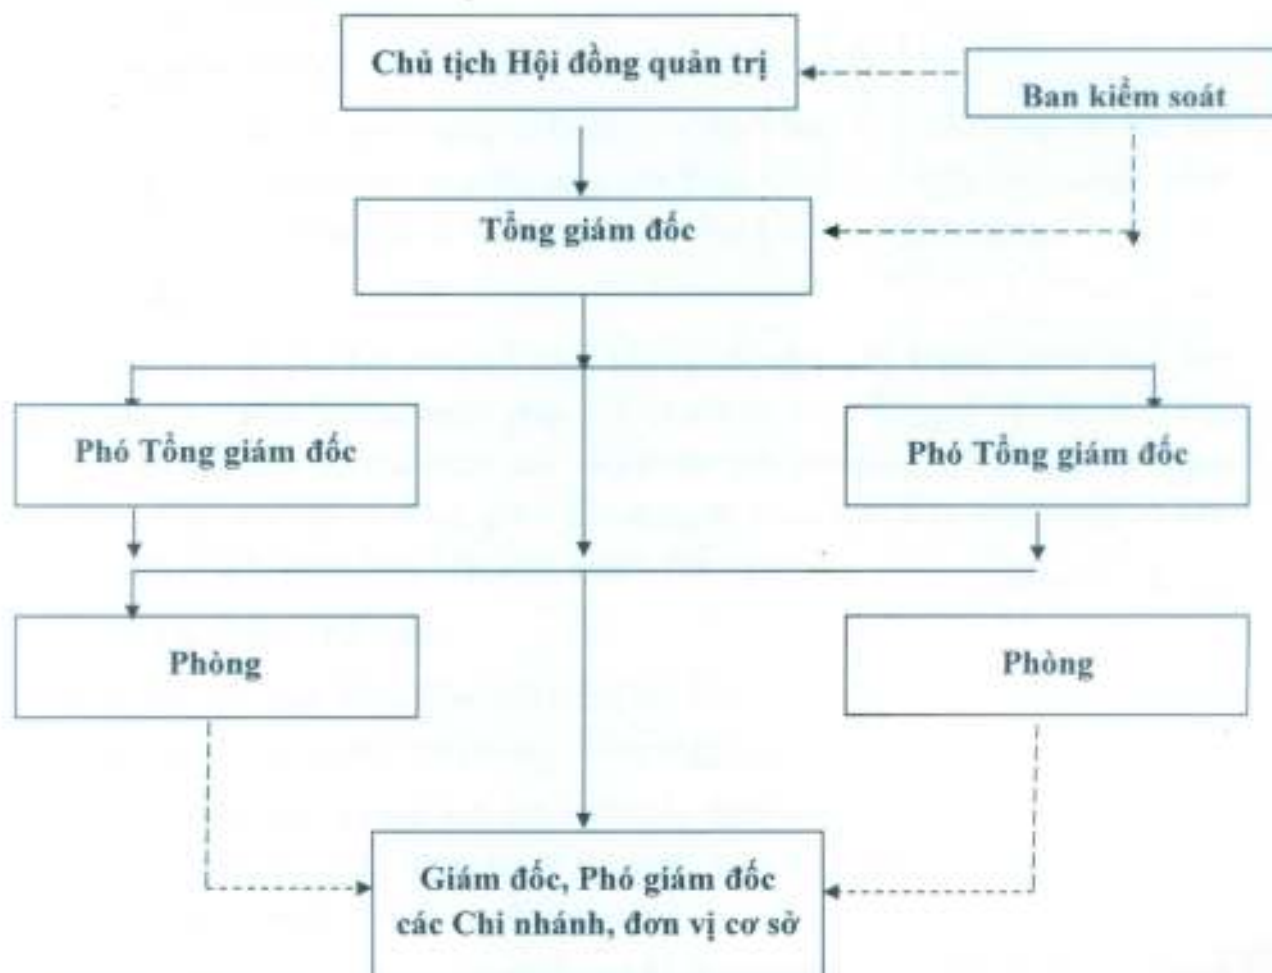 Chủ tịch Hội đồng quản trị
Ban kiểm soát
Tổng giám đốc
Phó Tổng giám đốc
Phó Tổng giám đốc
Phòng
Phòng
Giám đốc, Phó giám đốc
các Chi nhánh, đơn vị cơ sở